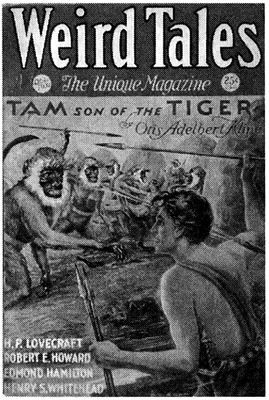 Weird Tales
25¢
The Unique Magazine
TAM SON OF THE TIGER
by Otis Adelbert Kline
H. P. LOVECRAFT
ROBERT E. HOWARD
EDMOND HAMILTON
HENRY S. WHITEHEAD